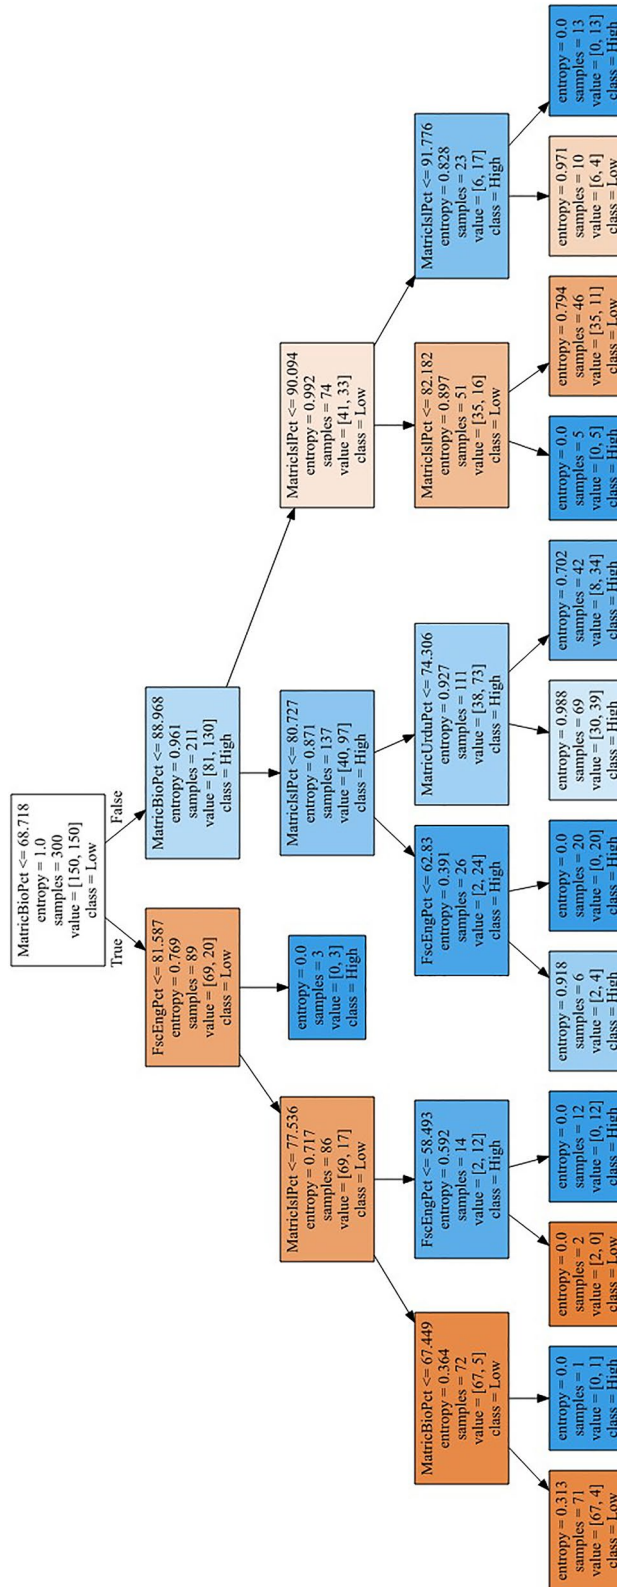 MatricBioPct <= 68.718
entropy = 1.0
samples = 300
value = [150, 150]
class = Low
True
False
FscEngPct <= 81.587
entropy = 0.769
samples = 89
value = [69, 20]
class = Low
MatricBioPct <= 88.968
entropy = 0.961
samples = 211
value = [81, 130]
class = High
MatricIslPct <= 77.536
entropy = 0.717
samples = 86
value = [69, 17]
class = Low
entropy = 0.0
samples = 3
value = [0, 3]
class = High
MatricIslPct <= 80.727
entropy = 0.871
samples = 137
value = [40, 97]
class = High
MatricIslPct <= 90.094
entropy = 0.992
samples = 74
value = [41, 33]
class = Low
MatricBioPct <= 67.449
entropy = 0.364
samples = 72
value = [67, 5]
class = Low
FscEngPct <= 58.493
entropy = 0.592
samples = 14
value = [2, 12]
class = High
FscEngPct <= 62.83
entropy = 0.391
samples = 26
value = [2, 24]
class = High
MatricUrduPct <= 74.306
entropy = 0.927
samples = 111
value = [38, 73]
class = High
MatricIslPct <= 82.182
entropy = 0.897
samples = 51
value = [35, 16]
class = Low
MatricIslPct <= 91.776
entropy = 0.828
samples = 23
value = [6, 17]
class = High
entropy = 0.313
samples = 71
value = [67, 4]
class = Low
entropy = 0.0
samples = 1
value = [0, 1]
class = High
entropy = 0.0
samples = 2
value = [2, 0]
class = Low
entropy = 0.0
samples = 12
value = [0, 12]
class = High
entropy = 0.918
samples = 6
value = [2, 4]
class = High
entropy = 0.0
samples = 20
value = [0, 20]
class = High
entropy = 0.988
samples = 69
value = [30, 39]
class = High
entropy = 0.702
samples = 42
value = [8, 34]
class = High
entropy = 0.0
samples = 5
value = [0, 5]
class = High
entropy = 0.794
samples = 46
value = [35, 11]
class = Low
entropy = 0.971
samples = 10
value = [6, 4]
class = Low
entropy = 0.0
samples = 13
value = [0, 13]
class = High